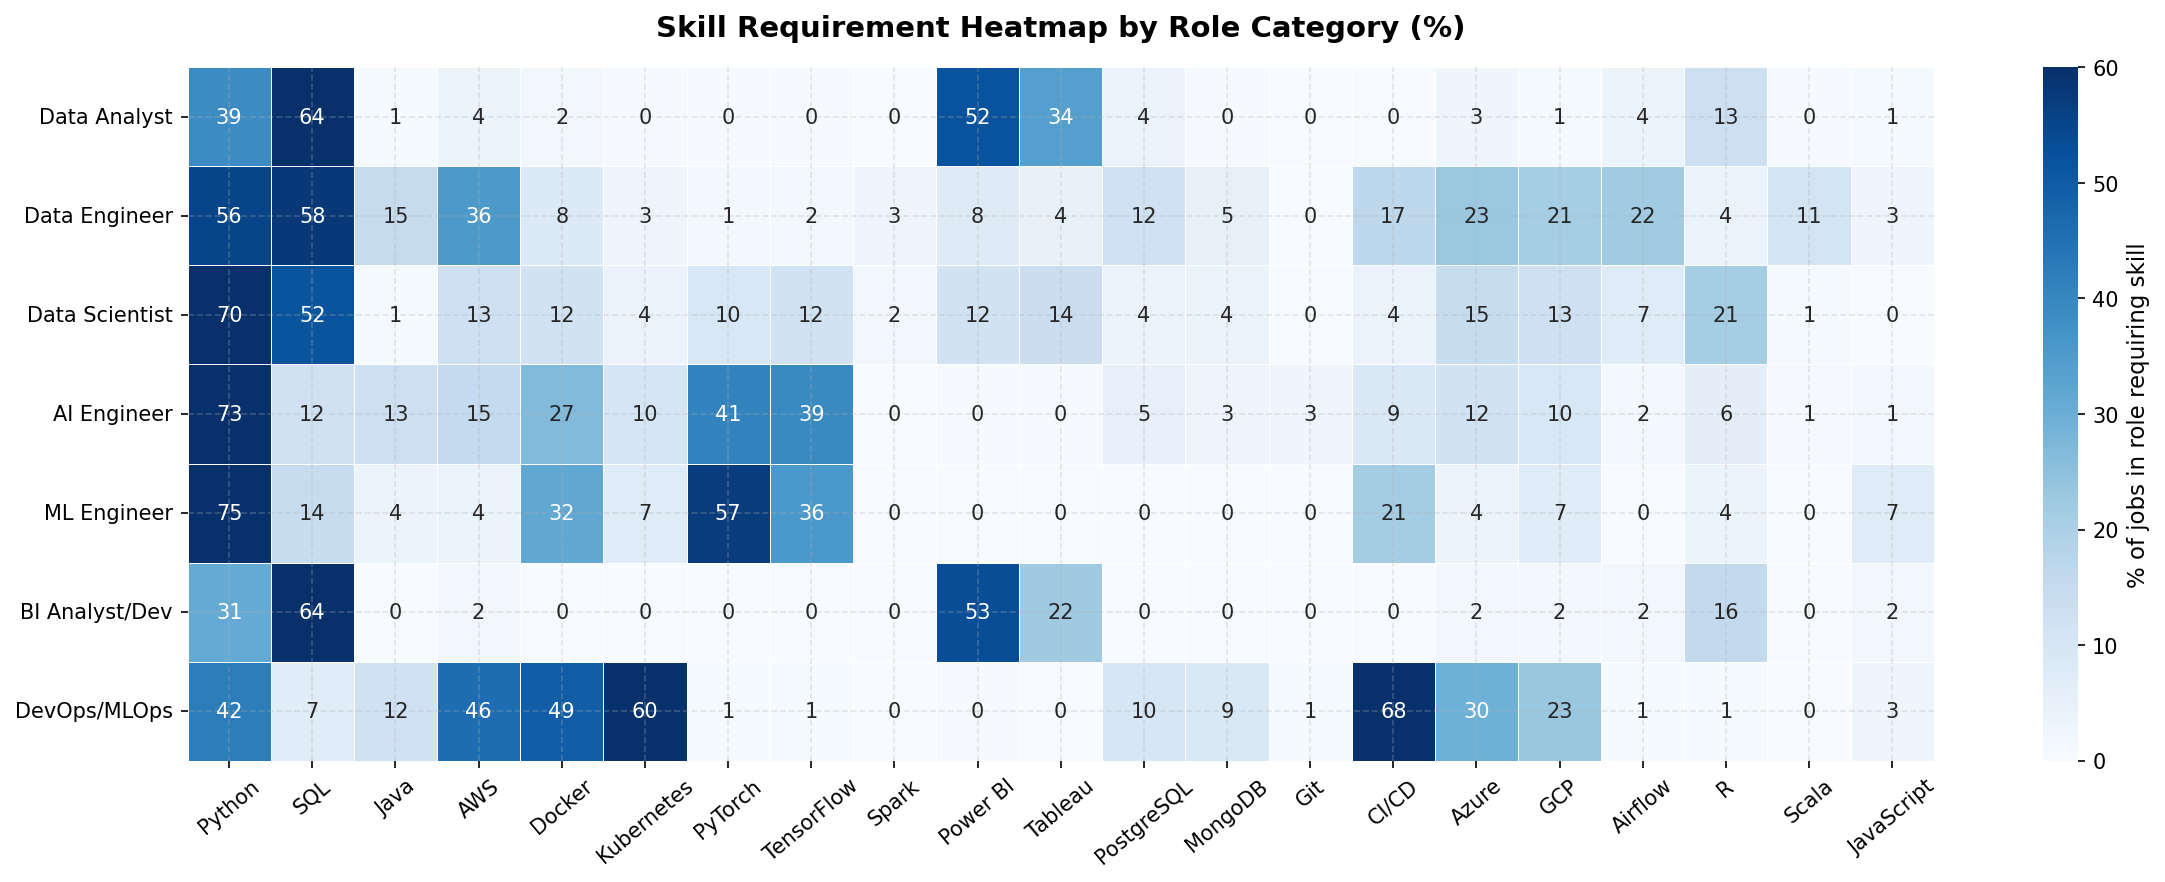 Skill Requirement Heatmap by Role Category (%)
Data Analyst 39 64 1 4 2 0 0 0 0 52 34 4 0 0 0 3 1 4 13 0 1
Data Engineer 56 58 15 36 8 3 1 2 3 8 4 12 5 0 17 23 21 22 4 11 3
Data Scientist 70 52 1 13 12 4 10 12 2 12 14 4 4 0 4 15 13 7 21 1 0
AI Engineer 73 12 13 15 27 10 41 39 0 0 0 5 3 3 9 12 10 2 6 1 1
ML Engineer 75 14 4 4 32 7 57 36 0 0 0 0 0 0 21 4 7 0 4 0 7
BI Analyst/Dev 31 64 0 2 0 0 0 0 0 53 22 0 0 0 0 2 2 2 16 0 2
DevOps/MLOps 42 7 12 46 49 60 1 1 0 0 0 10 9 1 68 30 23 1 1 0 3
Python SQL Java AWS Docker Kubernetes PyTorch TensorFlow Spark Power BI Tableau PostgreSQL MongoDB Git CI/CD Azure GCP Airflow R Scala JavaScript
60
50
40
30
20
10
0
% of jobs in role requiring skill